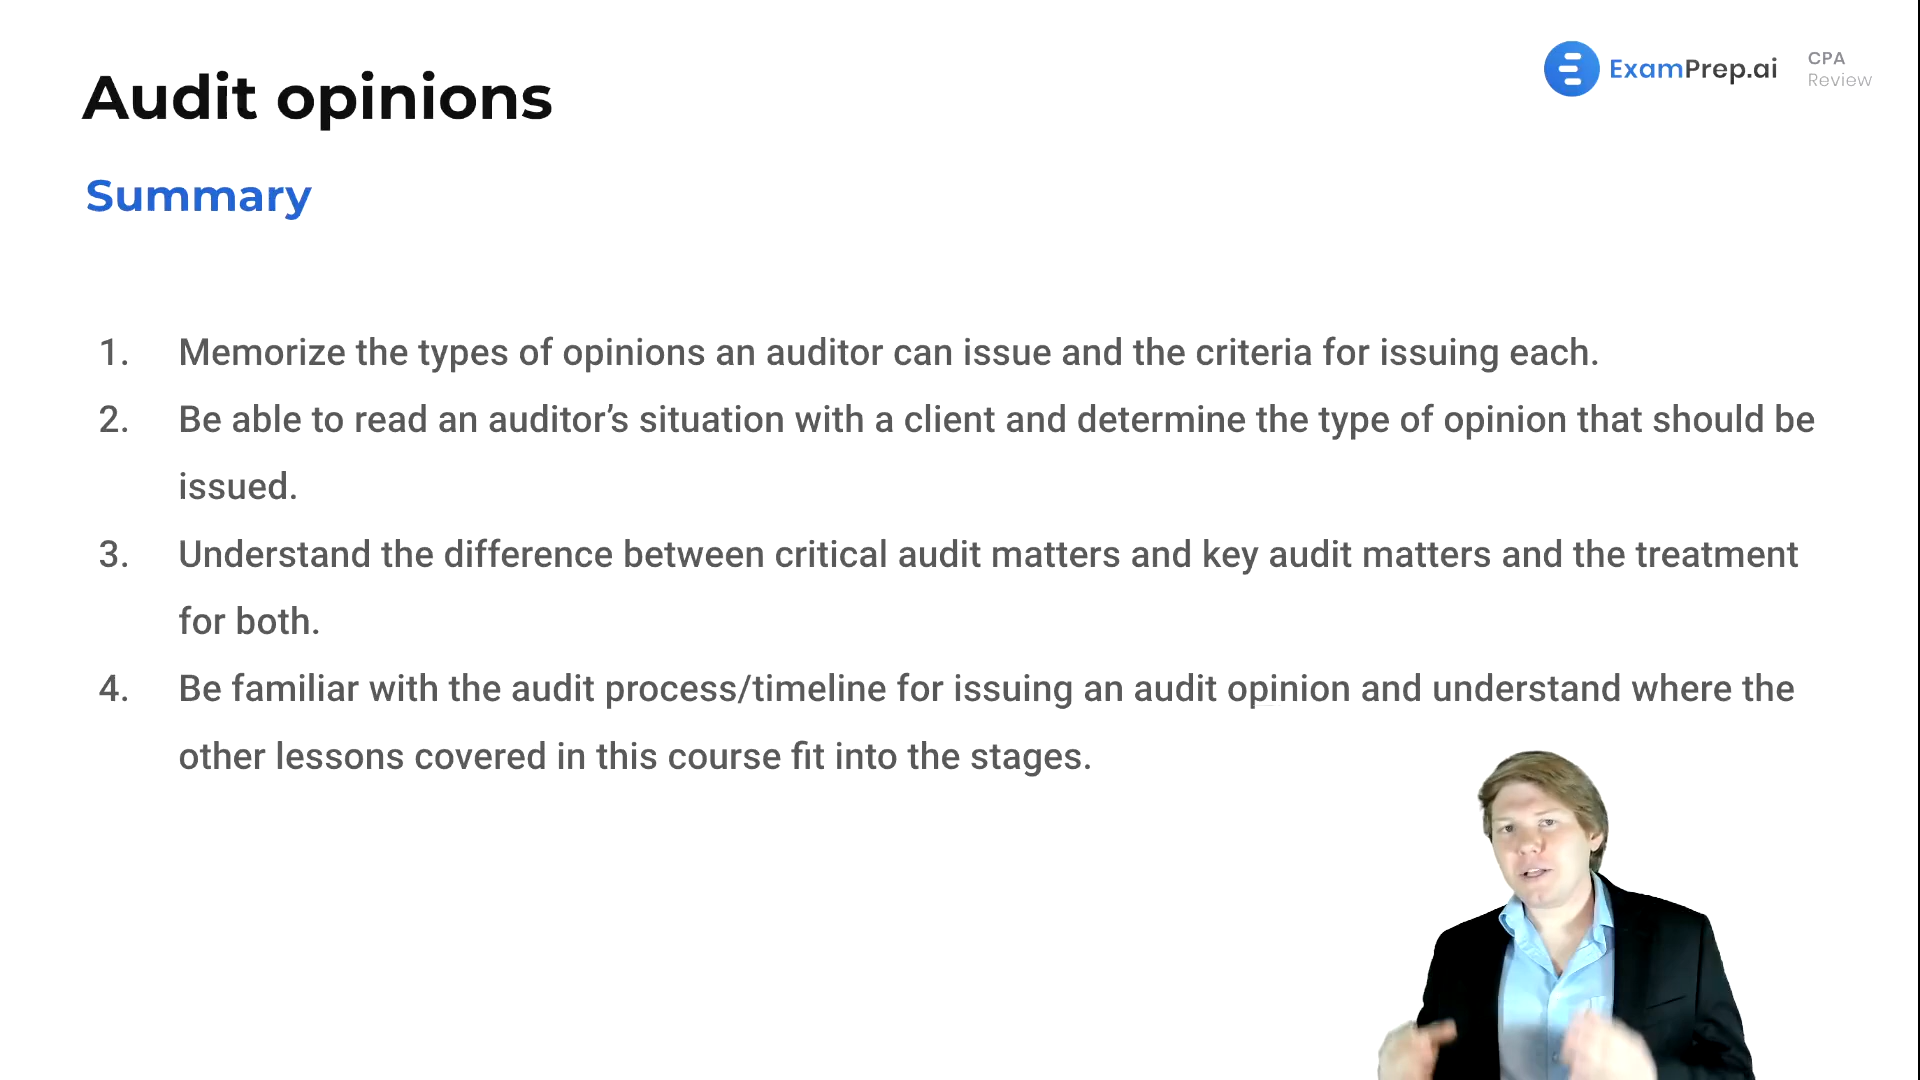 Audit opinions
ExamPrep.ai
CPA
Review
Summary
1. Memorize the types of opinions an auditor can issue and the criteria for issuing each.
2. Be able to read an auditor’s situation with a client and determine the type of opinion that should be
issued.
3. Understand the difference between critical audit matters and key audit matters and the treatment
for both.
4. Be familiar with the audit process/timeline for issuing an audit opinion and understand where the
other lessons covered in this course fit into the stages.